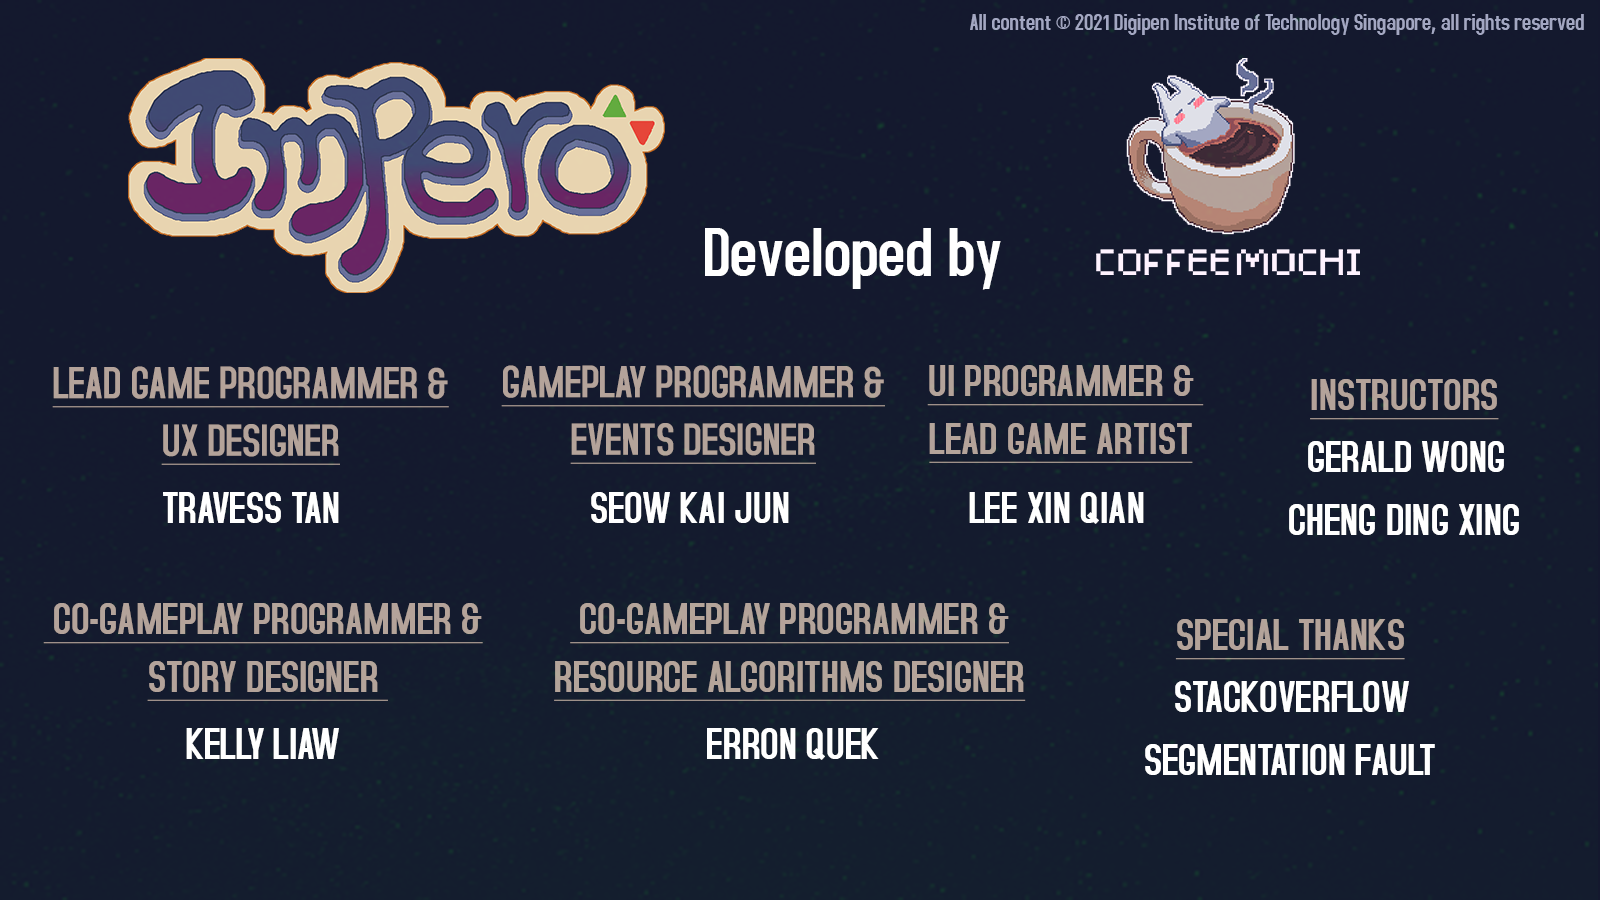 All content © 2021 Digipen Institute of Technology Singapore, all rights reserved
Impero
Developed by
COFFEE MOCHI
LEAD GAME PROGRAMMER &
UX DESIGNER
TRAVESS TAN
GAMEPLAY PROGRAMMER &
EVENTS DESIGNER
SEOW KAI JUN
UI PROGRAMMER &
LEAD GAME ARTIST
LEE XIN QIAN
INSTRUCTORS
GERALD WONG
CHENG DING XING
CO-GAMEPLAY PROGRAMMER &
STORY DESIGNER
KELLY LIAW
CO-GAMEPLAY PROGRAMMER &
RESOURCE ALGORITHMS DESIGNER
ERRON QUEK
SPECIAL THANKS
STACKOVERFLOW
SEGMENTATION FAULT